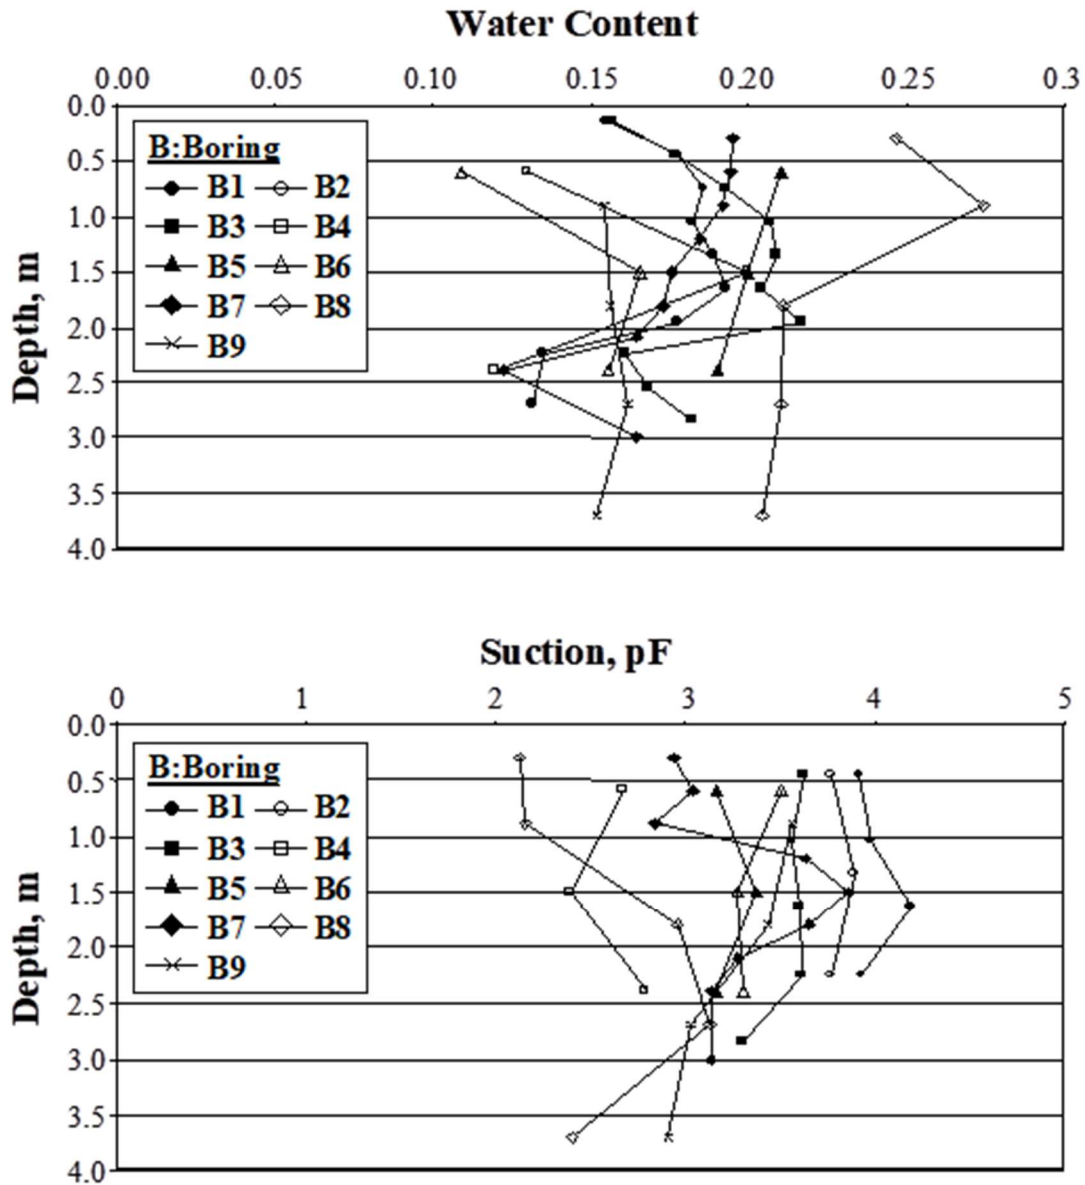 Water Content
0.00 0.05 0.10 0.15 0.20 0.25 0.3
0.0
0.5
1.0
1.5
2.0
2.5
3.0
3.5
4.0
Depth, m
B:Boring
B1 B2
B3 B4
B5 B6
B7 B8
B9
Suction, pF
0 1 2 3 4 5
0.0
0.5
1.0
1.5
2.0
2.5
3.0
3.5
4.0
Depth, m
B:Boring
B1 B2
B3 B4
B5 B6
B7 B8
B9